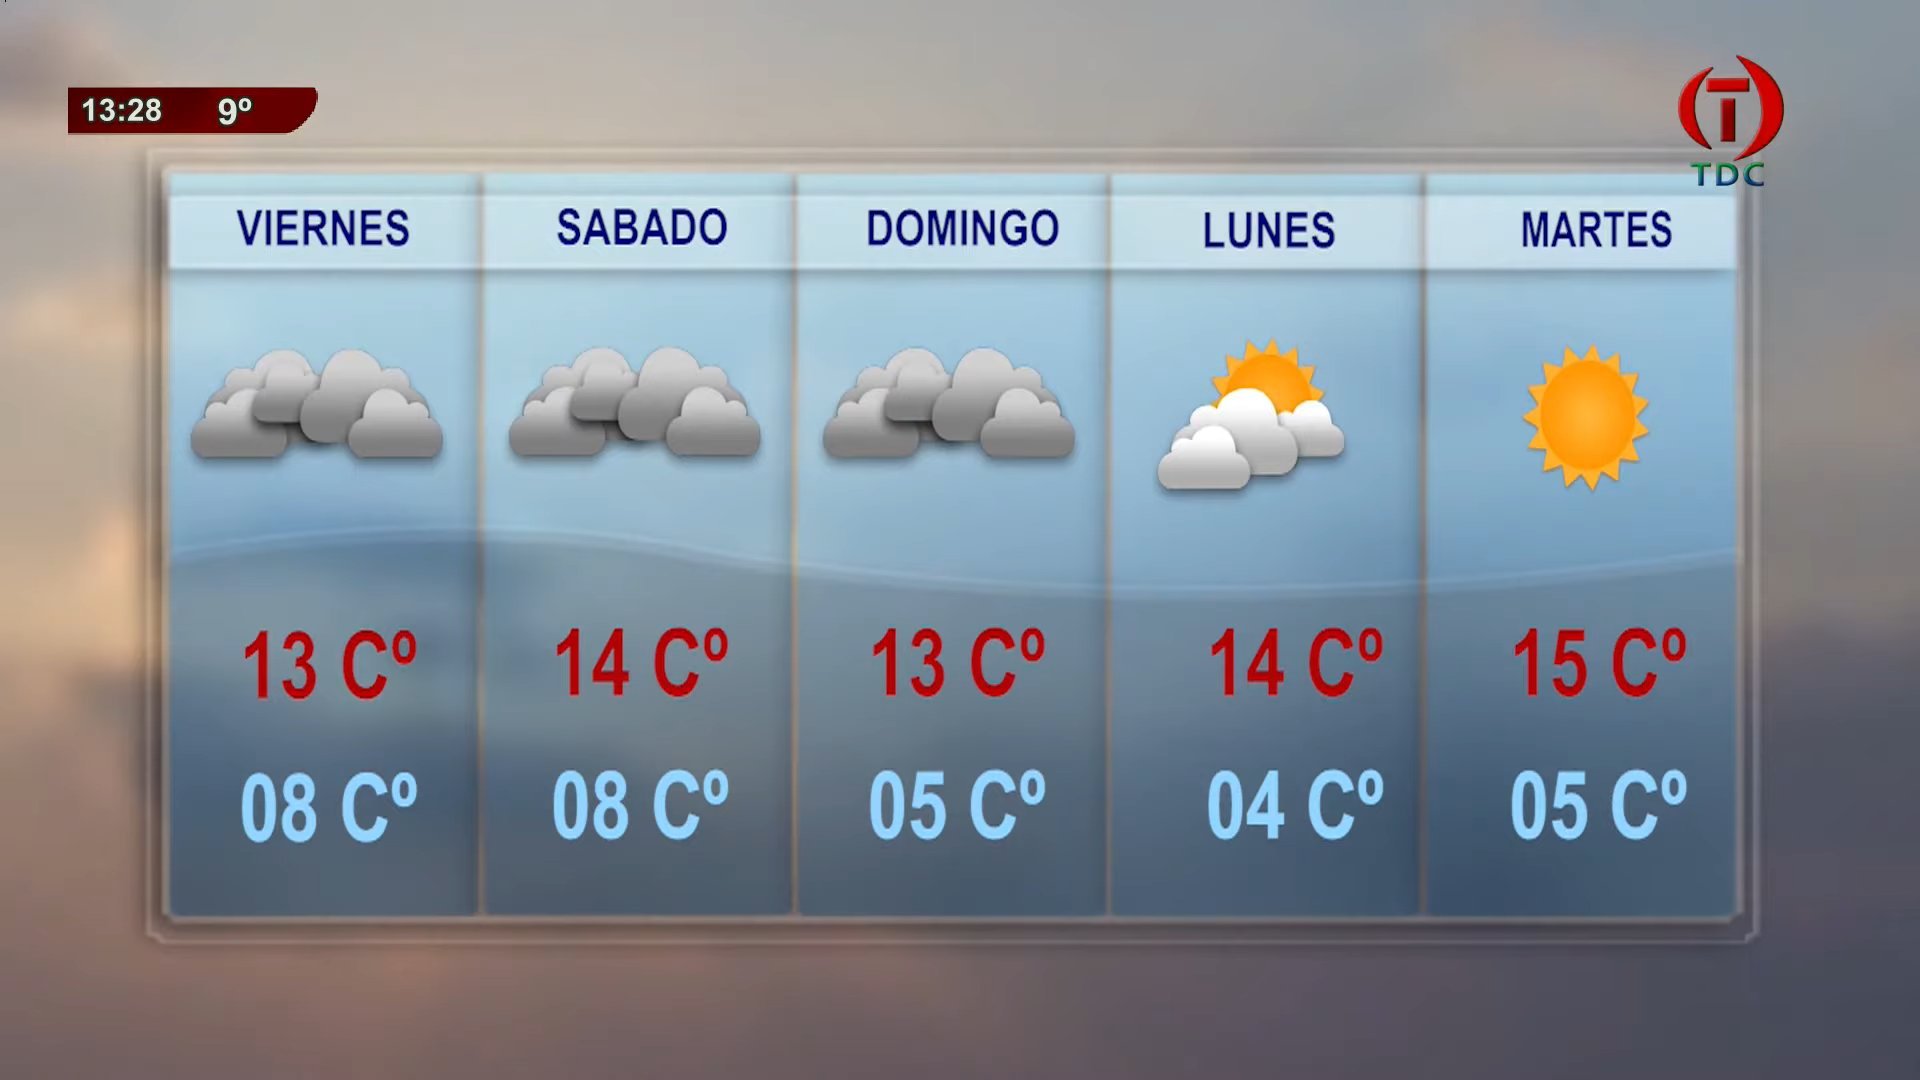 13:28 9º
T
TDC
VIERNES SABADO DOMINGO LUNES MARTES
13 Cº 14 Cº 13 Cº 14 Cº 15 Cº
08 Cº 08 Cº 05 Cº 04 Cº 05 Cº